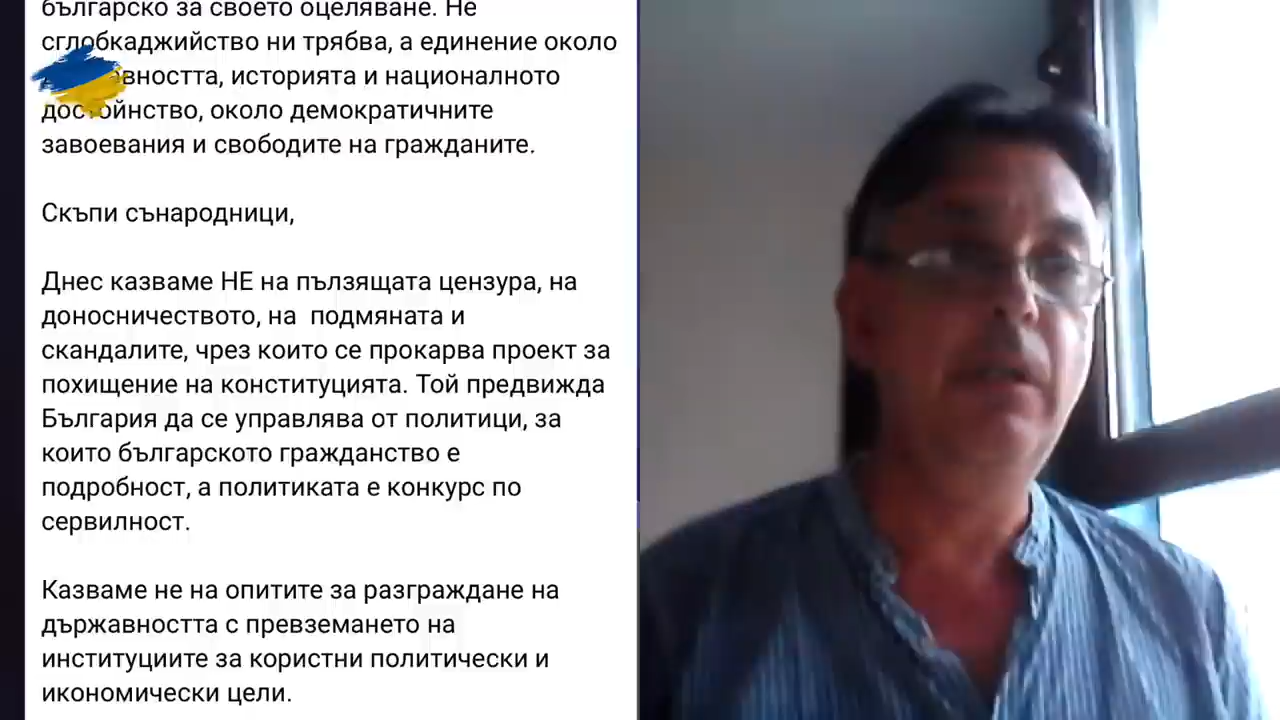 българско за своето оцеляване. Не
сглобкаджийство ни трябва, а единение около
историята и националното
достойнство, около демократичните
завоевания и свободите на гражданите.
Скъпи сънародници,
Днес казваме НЕ на пълзящата цензура, на
доносничеството, на  подмяната и
скандалите, чрез които се прокарва проект за
похищение на конституцията. Той предвижда
България да се управлява от политици, за
които българското гражданство е
подробност, а политиката е конкурс по
сервилност.
Казваме не на опитите за разграждане на
държавността с превземането на
институциите за користни политически и
икономически цели.